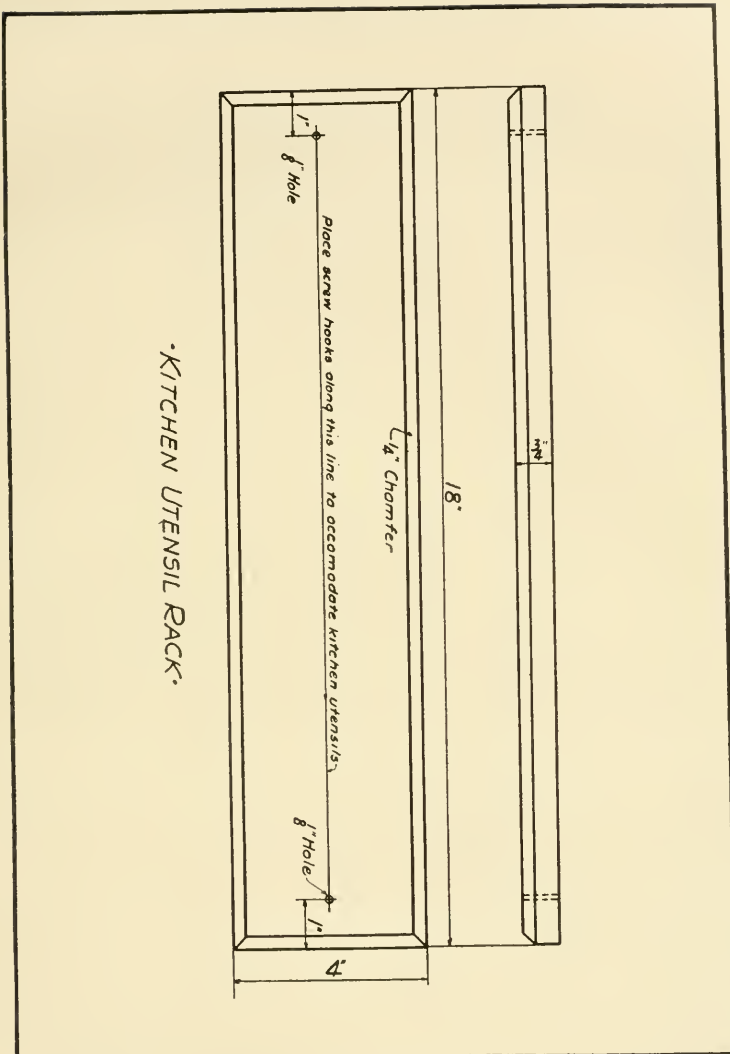 3/4"
18"
1/4" Chamfer
Place screw hooks along this line to accomodate kitchen utensils
1"
1/8" Hole
1/8" Hole
1"
4"
·KITCHEN UTENSIL RACK·